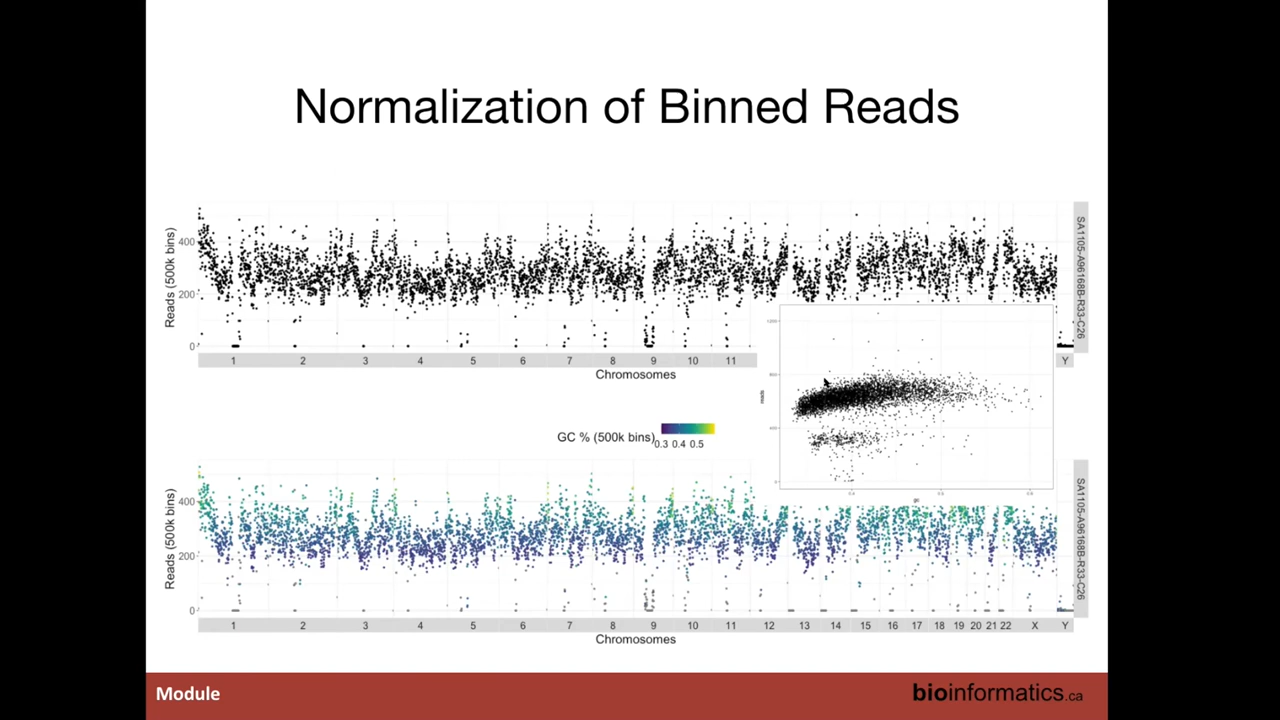 Normalization of Binned Reads
Reads (500k bins)
400
200
0
SA1105-A96168B-R33-C26
1 2 3 4 5 6 7 8 9 10 11 Y
Chromosomes
reads
gc
GC % (500k bins)
0.3 0.4 0.5
Reads (500k bins)
400
200
0
SA1105-A96168B-R33-C26
1 2 3 4 5 6 7 8 9 10 11 12 13 14 15 16 17 18 19 20 21 22 X Y
Chromosomes
Module
bioinformatics.ca